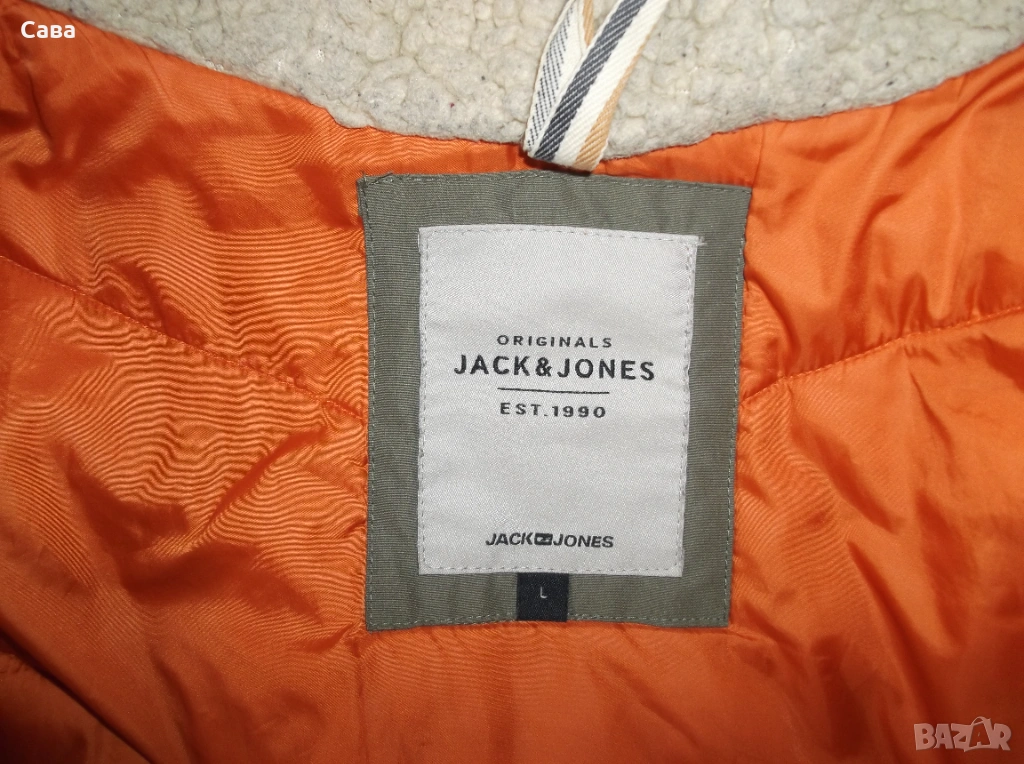 Сава
ORIGINALS
JACK&JONES
EST.1990
JACK JONES
L
BAZAR